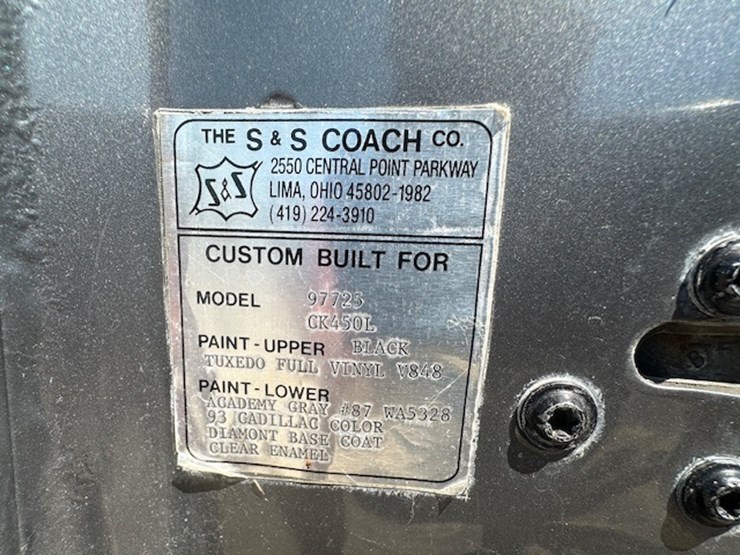 THE S & S COACH CO.
S&S
2550 CENTRAL POINT PARKWAY
LIMA, OHIO 45802-1982
(419) 224-3910
CUSTOM BUILT FOR
MODEL 97725
CK450L
PAINT - UPPER BLACK
TUXEDO FULL VINYL V848
PAINT - LOWER
ACADEMY GRAY #87 WA5328
93 CADILLAC COLOR
DIAMONT BASE COAT
CLEAR ENAMEL